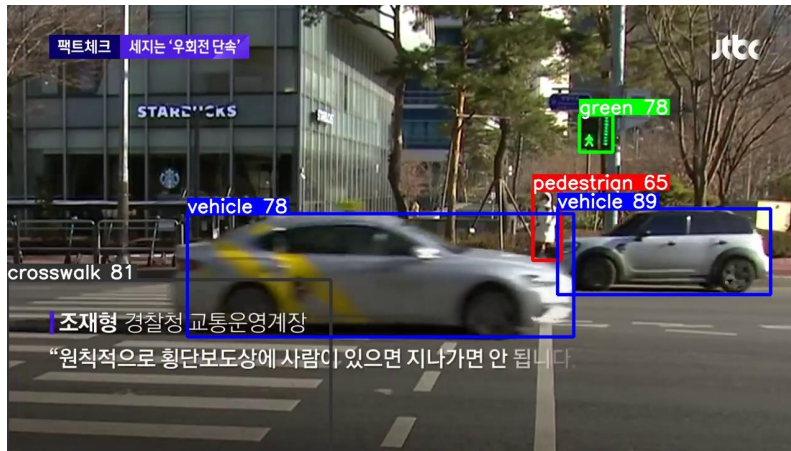 팩트체크 세지는 '우회전 단속'
jtbc
STARBUCKS
green 78
pedestrian 65
vehicle 89
vehicle 78
crosswalk 81
조재형 경찰청 교통운영계장
“원칙적으로 횡단보도상에 사람이 있으면 지나가면 안 됩니다.